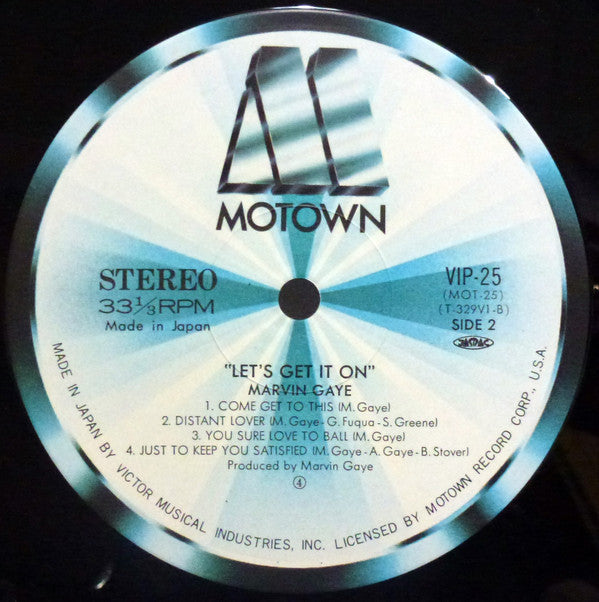 MOTOWN
STEREO
33⅓RPM
Made in Japan
VIP-25
(MOT-25)
(T-329V1-B)
SIDE 2
"LET'S GET IT ON"
MARVIN GAYE
1. COME GET TO THIS (M. Gaye)
2. DISTANT LOVER (M. Gaye-G. Fuqua-S. Greene)
3. YOU SURE LOVE TO BALL (M. Gaye)
4. JUST TO KEEP YOU SATISFIED (M. Gaye-A. Gaye-B. Stover)
Produced by Marvin Gaye
④
MADE IN JAPAN BY VICTOR MUSICAL INDUSTRIES, INC. LICENSED BY MOTOWN RECORD CORP., U.S.A.